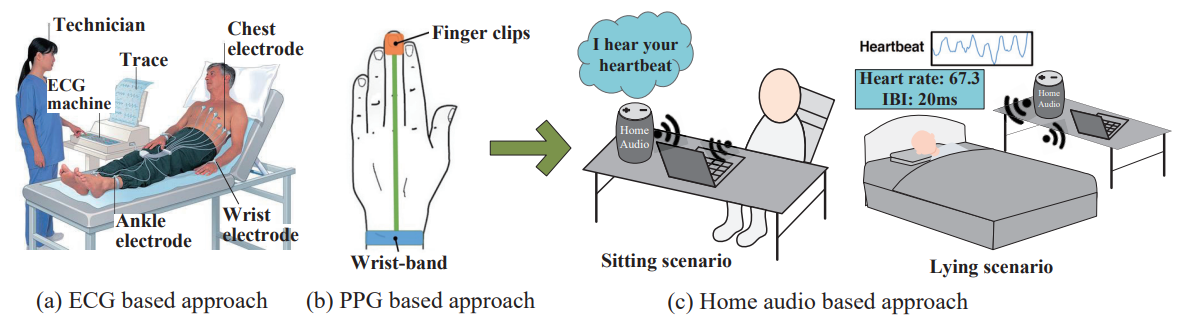 Technician
Trace
Chest
electrode
ECG
machine
Ankle
electrode
Wrist
electrode
(a) ECG based approach
Finger clips
Wrist-band
(b) PPG based approach
I hear your
heartbeat
Home
Audio
Sitting scenario
Heartbeat
Heart rate: 67.3
IBI: 20ms
Home
Audio
Lying scenario
(c) Home audio based approach